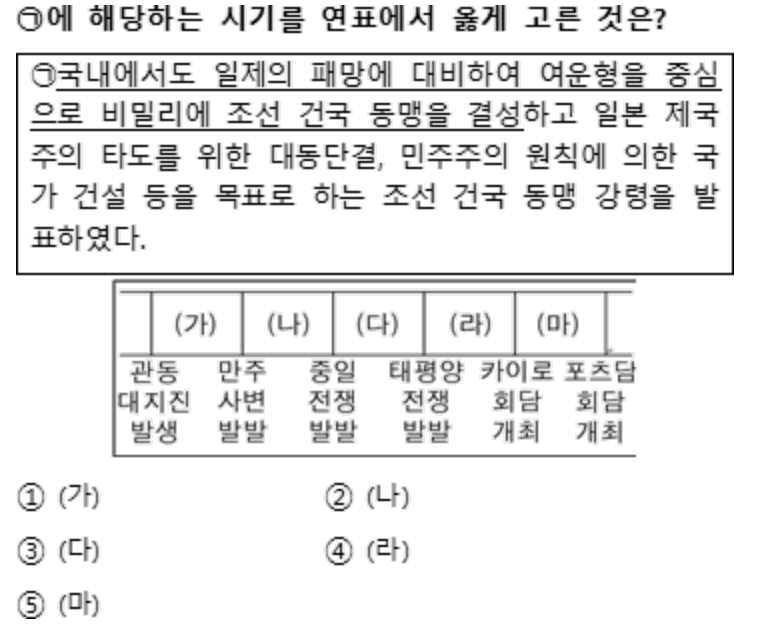 ㉠에 해당하는 시기를 연표에서 옳게 고른 것은?
㉠국내에서도 일제의 패망에 대비하여 여운형을 중심
으로 비밀리에 조선 건국 동맹을 결성하고 일본 제국
주의 타도를 위한 대동단결, 민주주의 원칙에 의한 국
가 건설 등을 목표로 하는 조선 건국 동맹 강령을 발
표하였다.
(가) (나) (다) (라) (마)
관동 만주 중일 태평양 카이로 포츠담
대지진 사변 전쟁 전쟁 회담 회담
발생 발발 발발 발발 개최 개최
① (가) ② (나)
③ (다) ④ (라)
⑤ (마)